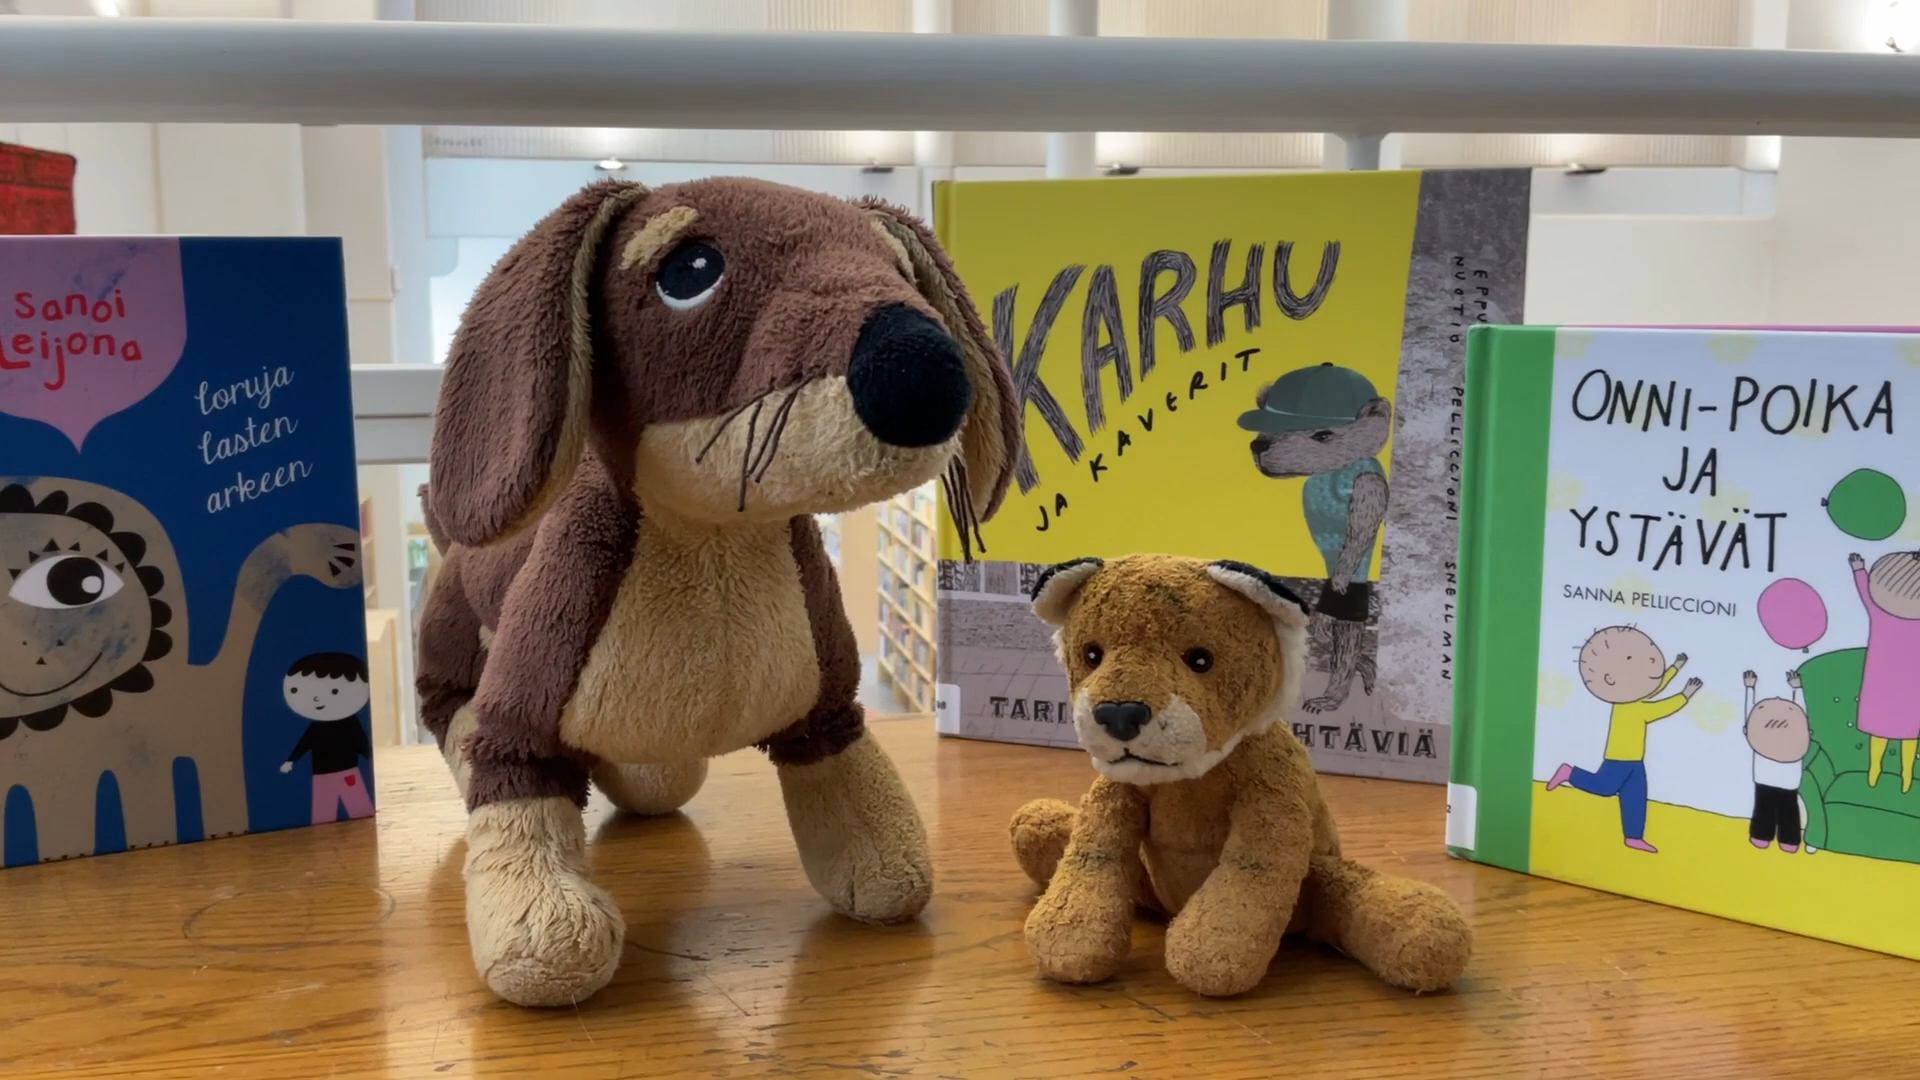 sanoi
Leijona
loruja
lasten
arkeen
KARHU
JA KAVERIT
EPPU
NUOTIO PELLICCIONI SNELLMAN
TARI
HTÄVIÄ
ONNI-POIKA
JA
YSTÄVÄT
SANNA PELLICCIONI